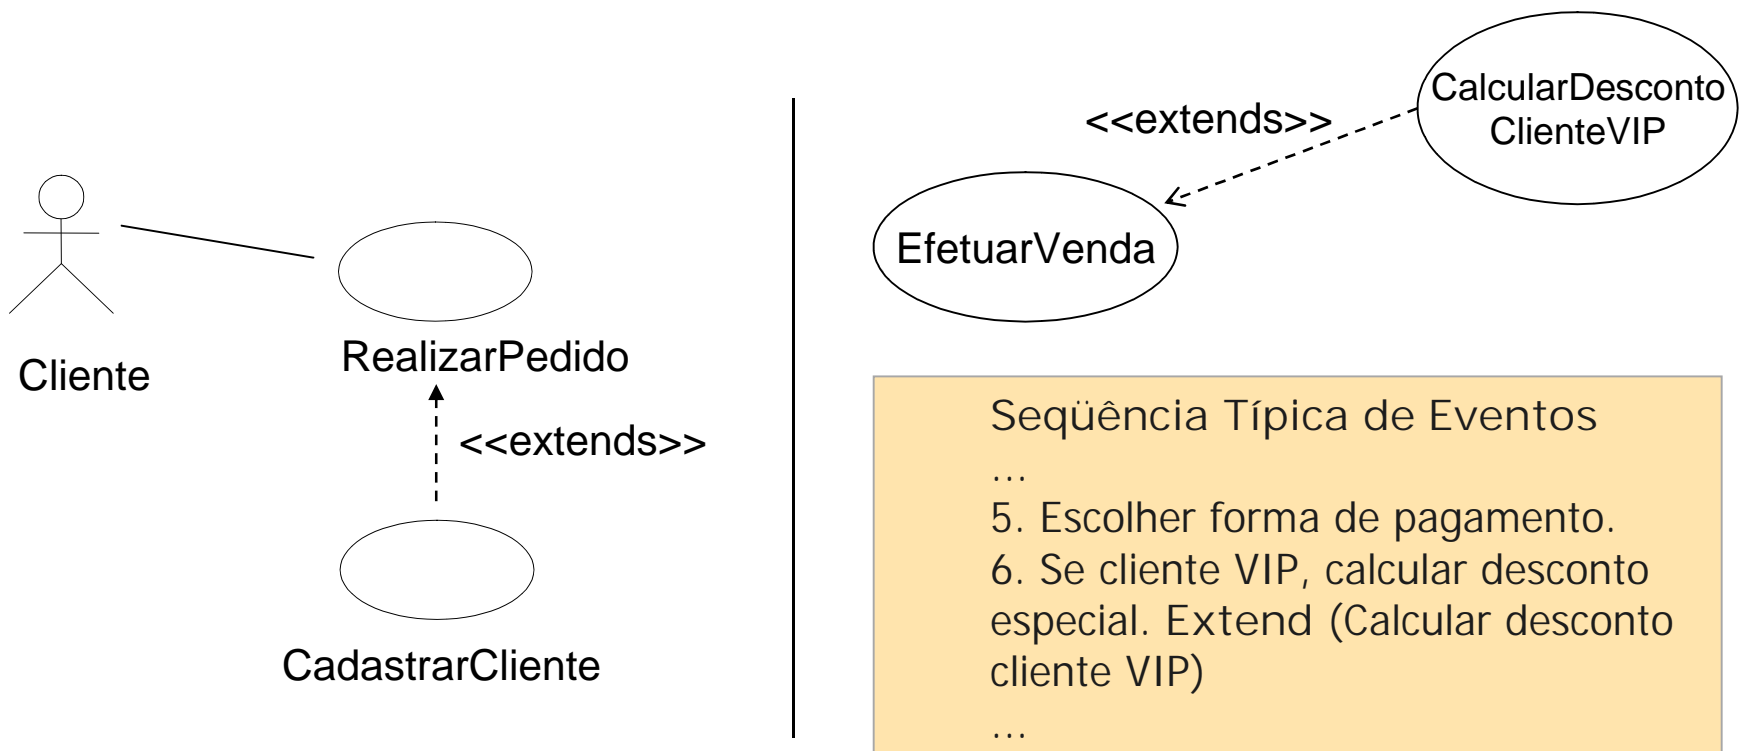 Cliente
RealizarPedido
<<extends>>
CadastrarCliente
CalcularDesconto
ClienteVIP
<<extends>>
EfetuarVenda
Seqüência Típica de Eventos
...
5. Escolher forma de pagamento.
6. Se cliente VIP, calcular desconto
especial. Extend (Calcular desconto
cliente VIP)
...